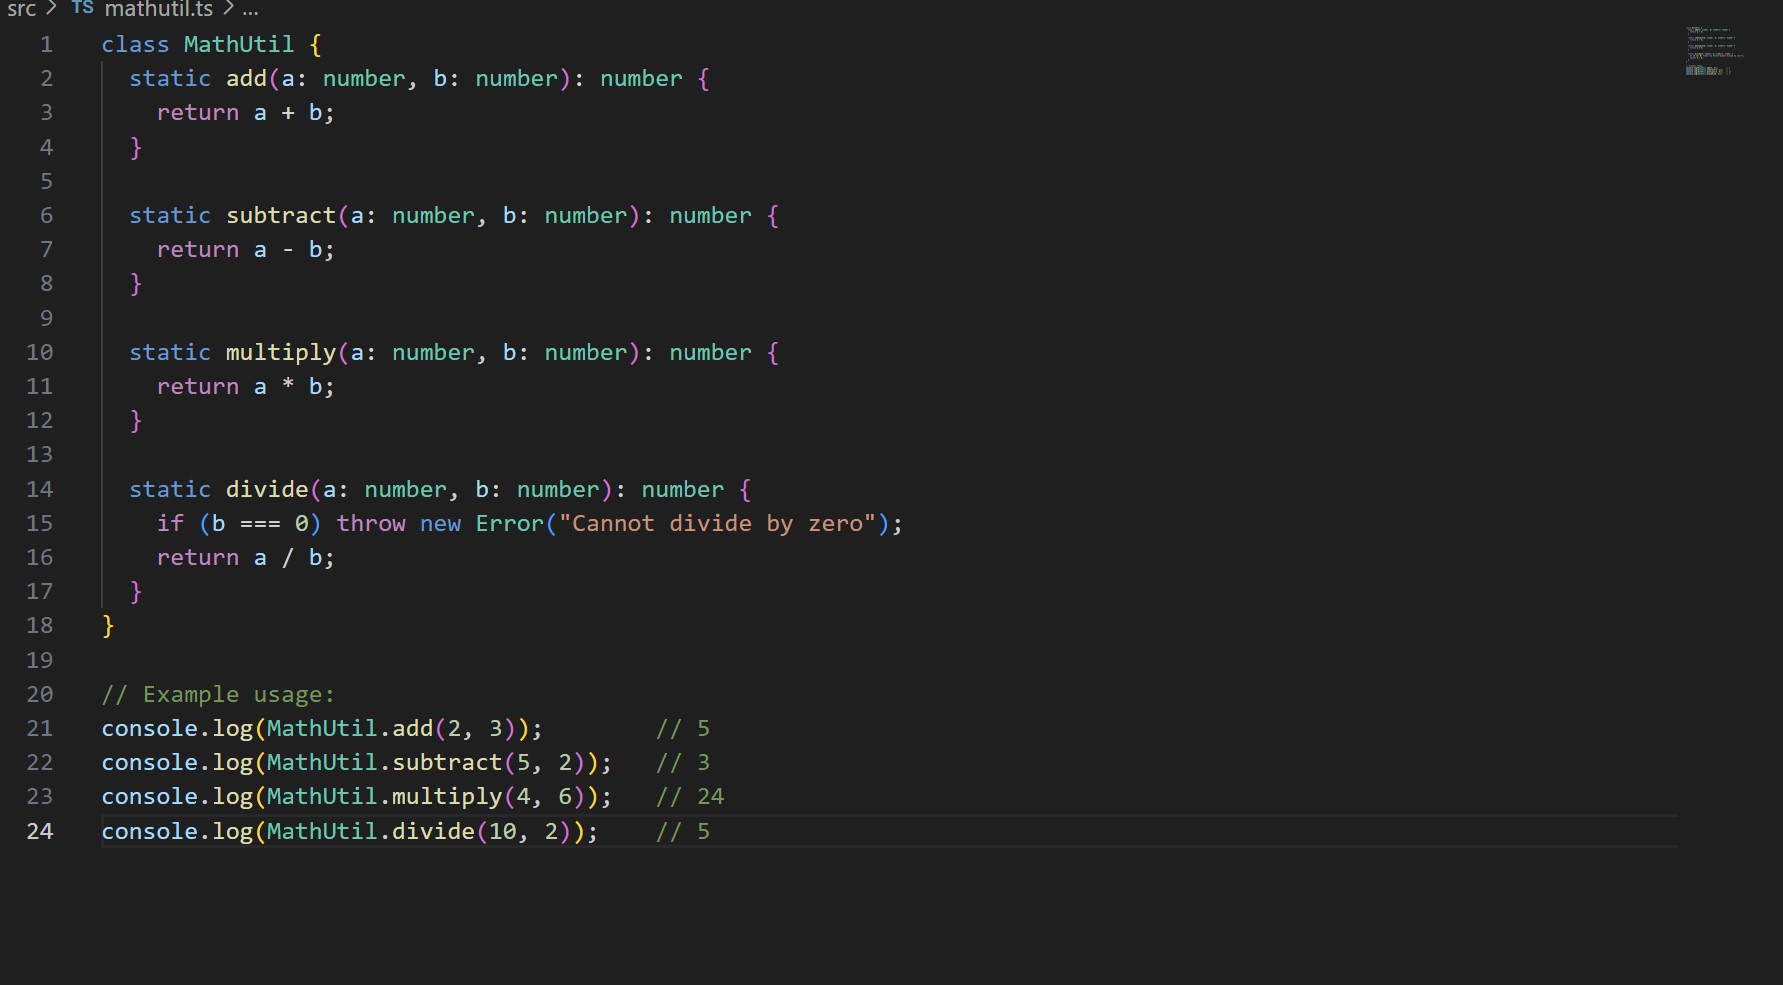 src > TS mathutil.ts > ...
1 class MathUtil {
2   static add(a: number, b: number): number {
3     return a + b;
4   }
5
6   static subtract(a: number, b: number): number {
7     return a - b;
8   }
9
10   static multiply(a: number, b: number): number {
11     return a * b;
12   }
13
14   static divide(a: number, b: number): number {
15     if (b === 0) throw new Error("Cannot divide by zero");
16     return a / b;
17   }
18 }
19
20 // Example usage:
21 console.log(MathUtil.add(2, 3));        // 5
22 console.log(MathUtil.subtract(5, 2));   // 3
23 console.log(MathUtil.multiply(4, 6));   // 24
24 console.log(MathUtil.divide(10, 2));    // 5